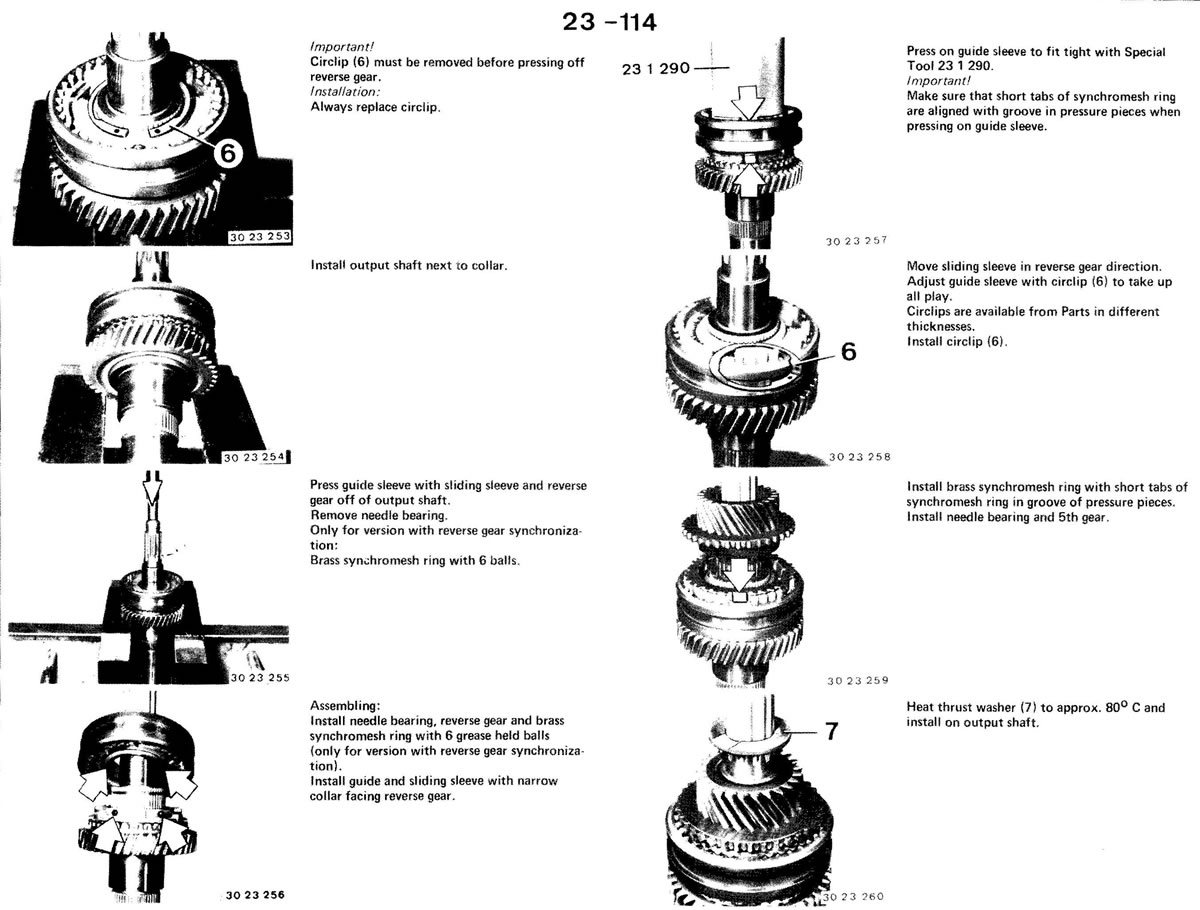 23 -114
Important!
Circlip (6) must be removed before pressing off
reverse gear.
Installation:
Always replace circlip.
6
30 23 253
Install output shaft next to collar.
30 23 254
Press guide sleeve with sliding sleeve and reverse
gear off of output shaft.
Remove needle bearing.
Only for version with reverse gear synchroniza-
tion:
Brass synchromesh ring with 6 balls.
30 23 255
Assembling:
Install needle bearing, reverse gear and brass
synchromesh ring with 6 grease held balls
(only for version with reverse gear synchroniza-
tion).
Install guide and sliding sleeve with narrow
collar facing reverse gear.
30 23 256
23 1 290
Press on guide sleeve to fit tight with Special
Tool 23 1 290.
Important!
Make sure that short tabs of synchromesh ring
are aligned with groove in pressure pieces when
pressing on guide sleeve.
30 23 257
Move sliding sleeve in reverse gear direction.
Adjust guide sleeve with circlip (6) to take up
all play.
Circlips are available from Parts in different
thicknesses.
Install circlip (6).
6
30 23 258
Install brass synchromesh ring with short tabs of
synchromesh ring in groove of pressure pieces.
Install needle bearing and 5th gear.
30 23 259
Heat thrust washer (7) to approx. 80º C and
install on output shaft.
7
30 23 260